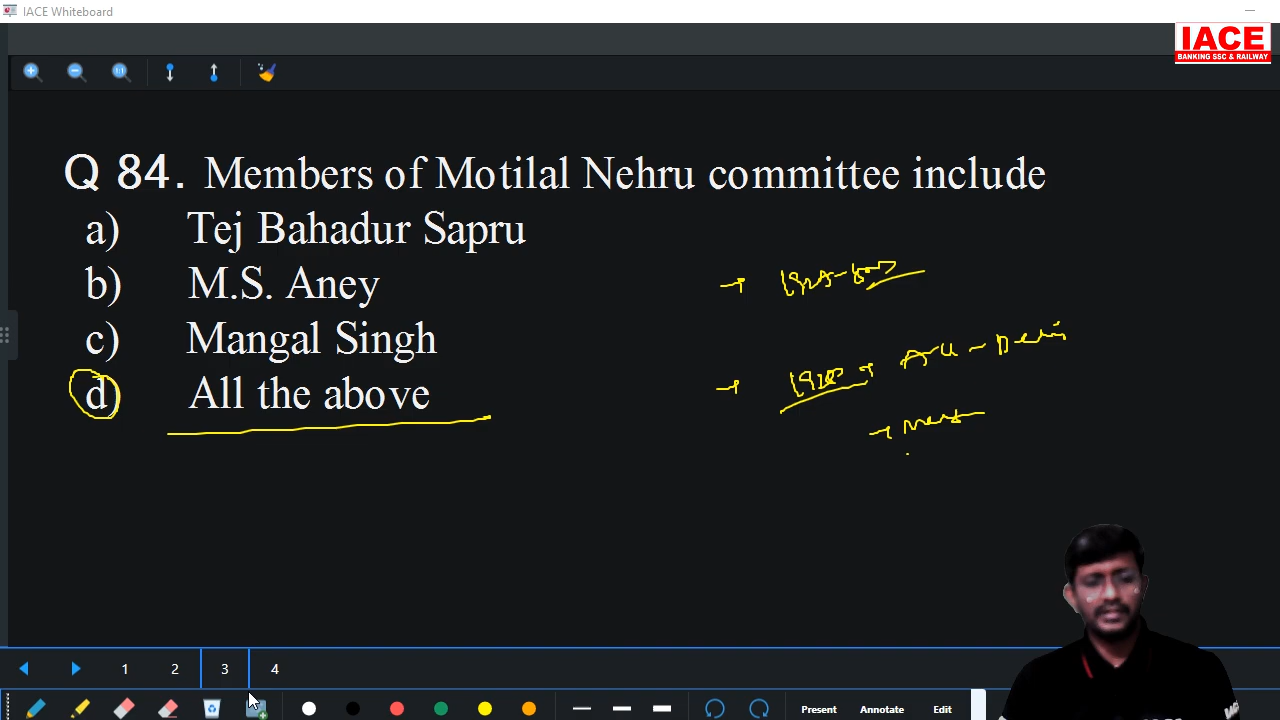 IACE Whiteboard
IACE
BANKING SSC & RAILWAY
Q 84. Members of Motilal Nehru committee include
a) Tej Bahadur Sapru
b) M.S. Aney
c) Mangal Singh
d) All the above
1 2 3 4
Present Annotate Edit